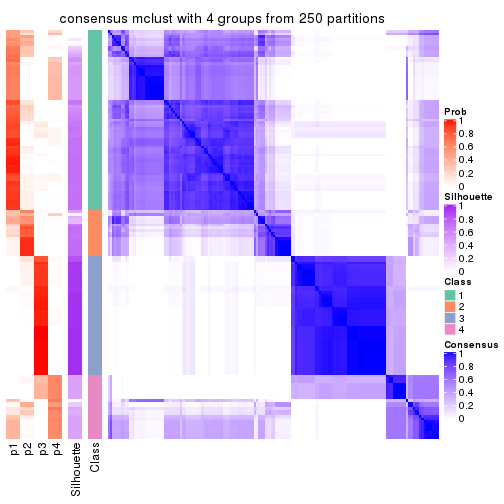 consensus mclust with 4 groups from 250 partitions
Prob
1
0.8
0.6
0.4
0.2
0
Silhouette
1
0.8
0.6
0.4
0.2
0
Class
1
2
3
4
Consensus
1
0.8
0.6
0.4
0.2
0
p1
p2
p3
p4
Silhouette
Class